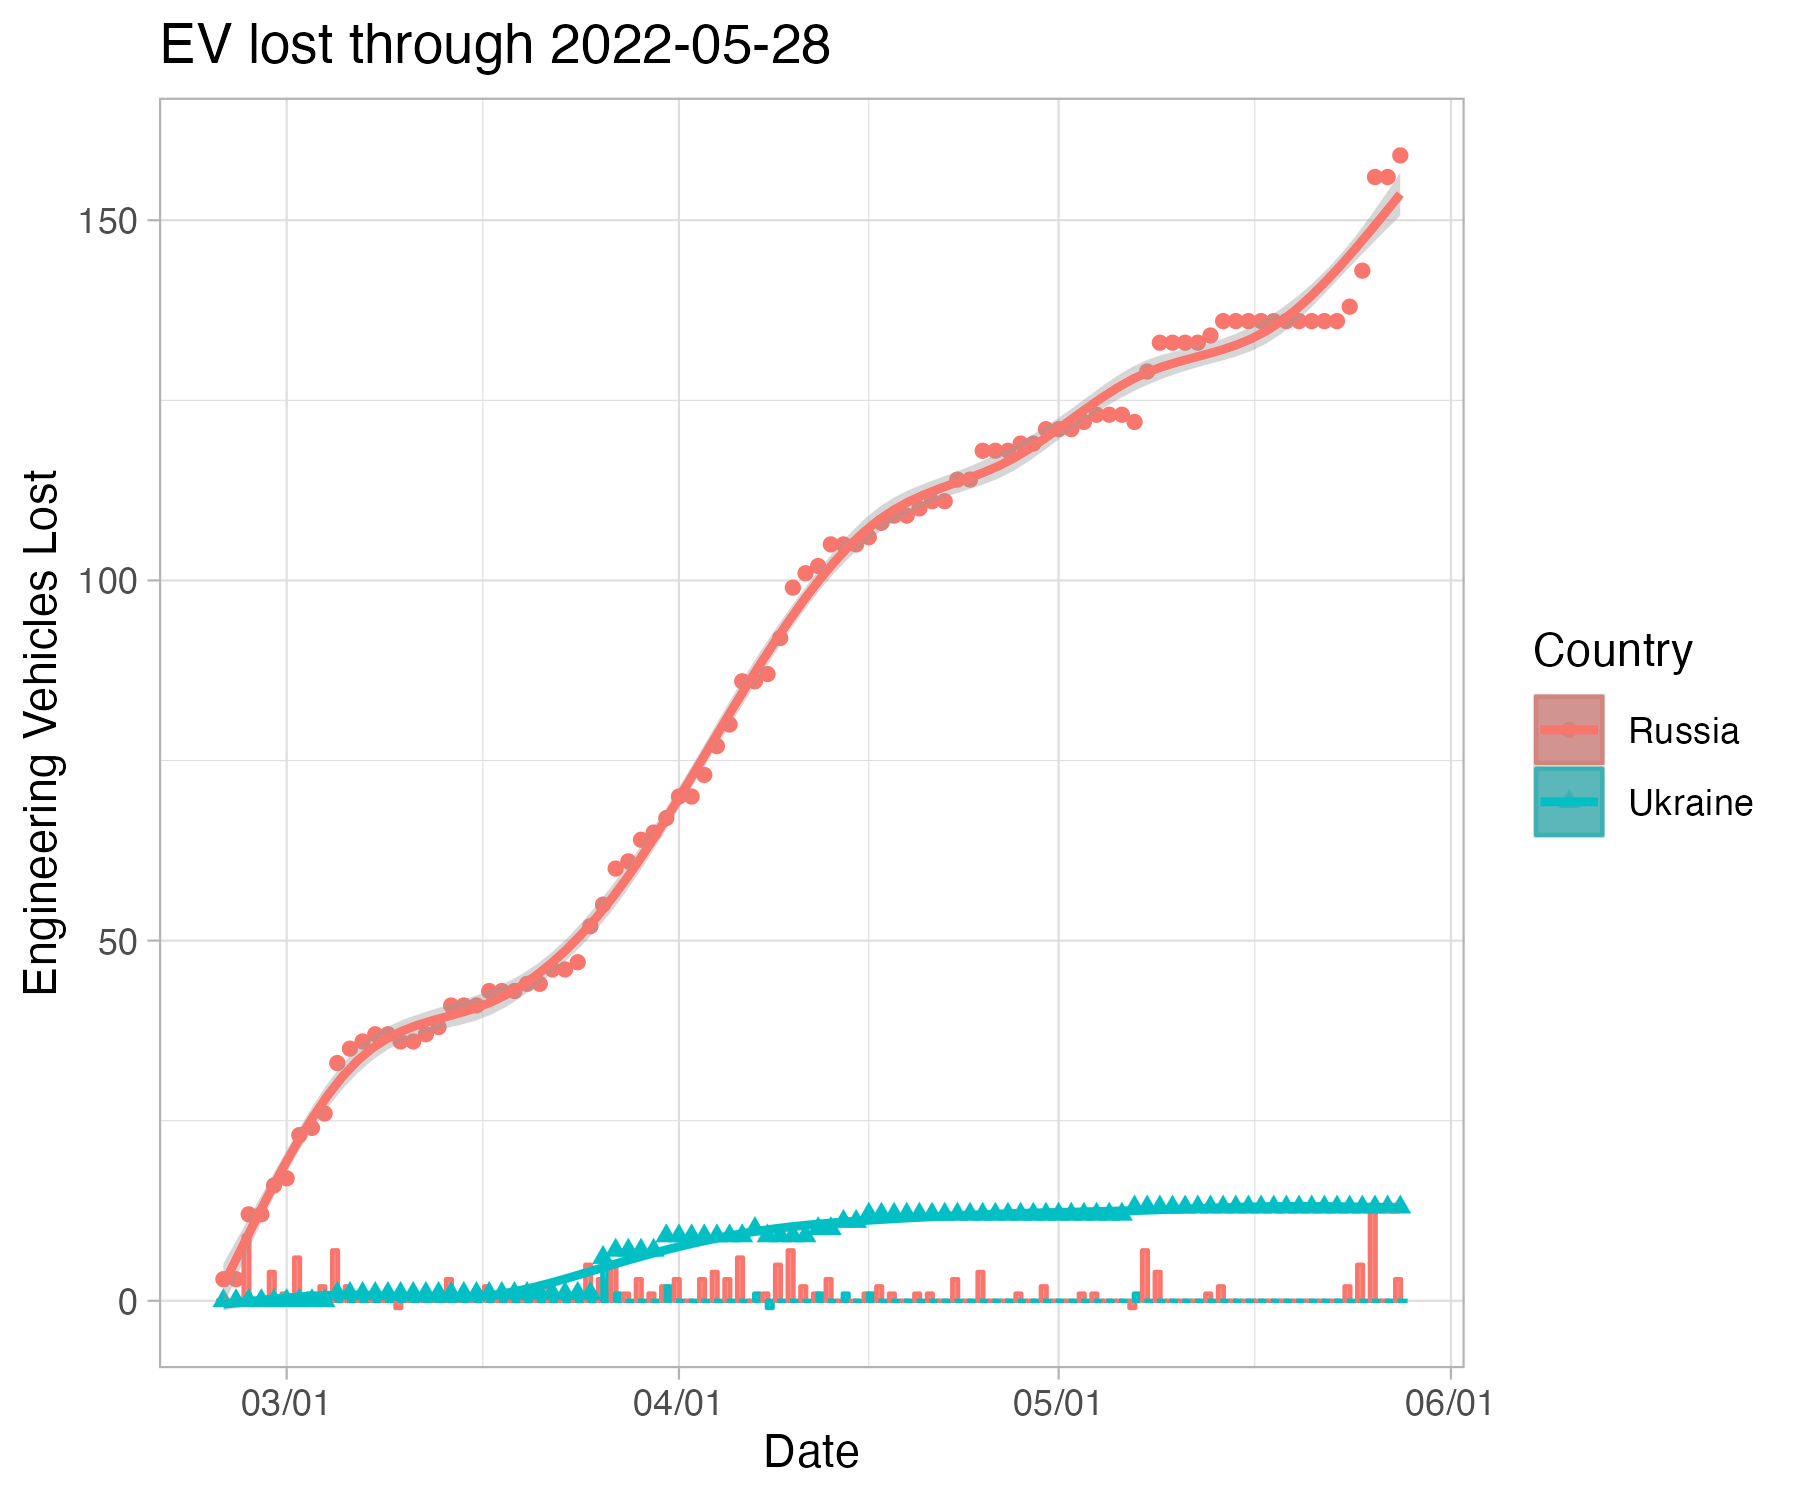 EV lost through 2022-05-28
Engineering Vehicles Lost
150
100
50
0
03/01
04/01
05/01
06/01
Date
Country
Russia
Ukraine